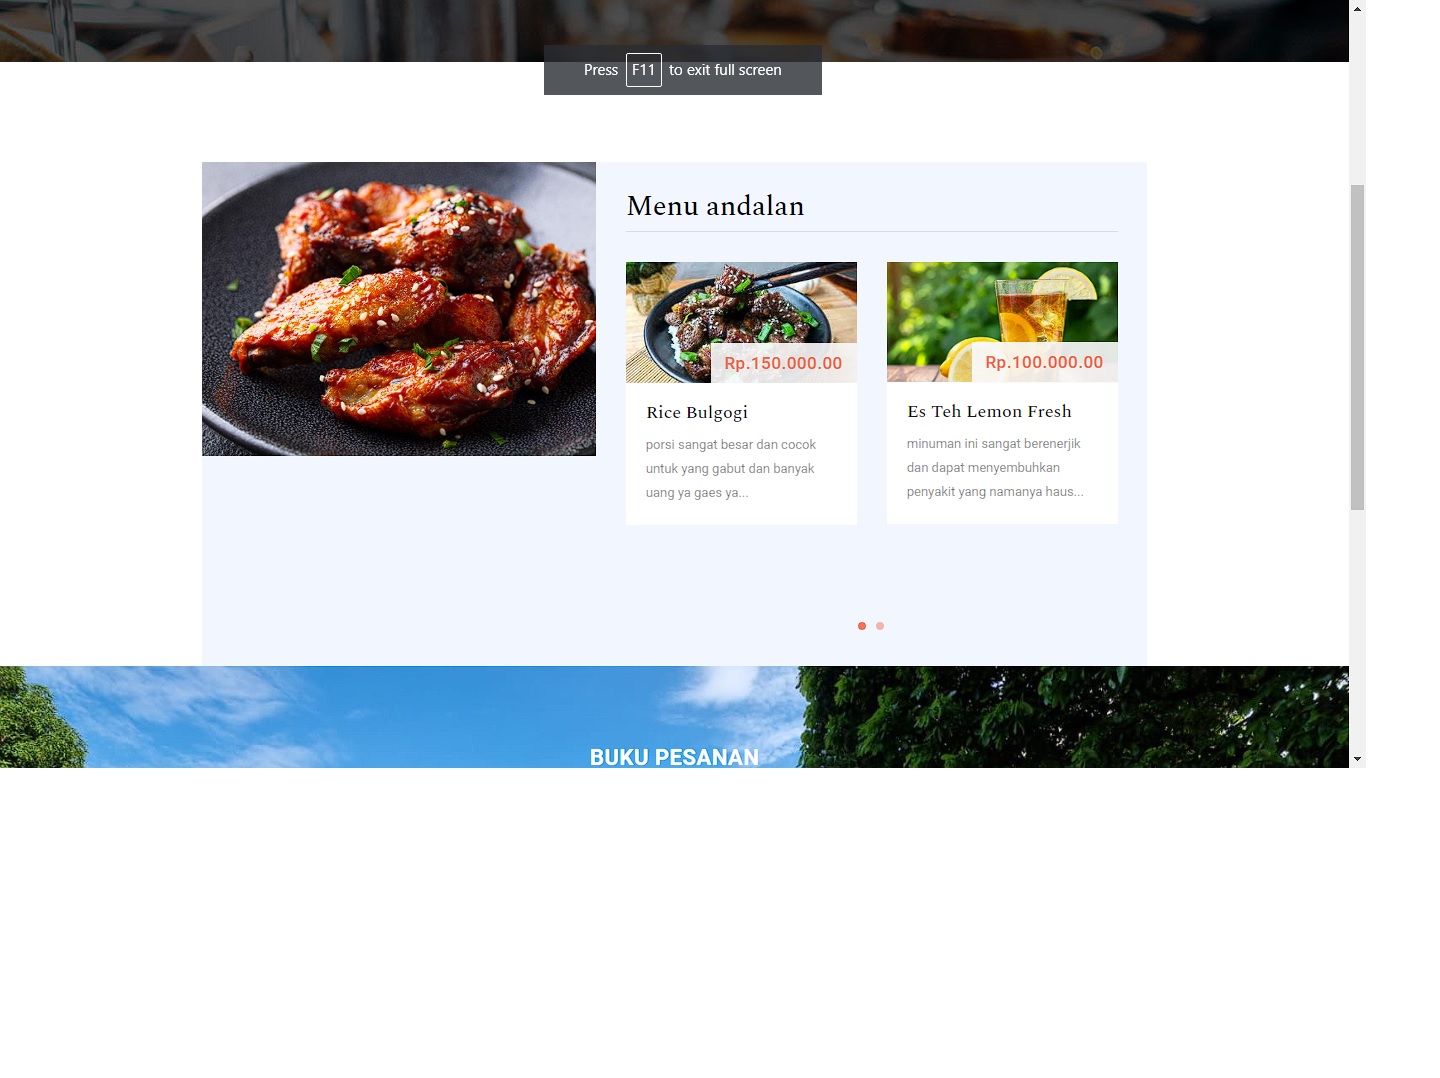 Press F11 to exit full screen
Menu andalan
Rp.150.000.00
Rice Bulgogi
porsi sangat besar dan cocok
untuk yang gabut dan banyak
uang ya gaes ya...
Rp.100.000.00
Es Teh Lemon Fresh
minuman ini sangat berenerjik
dan dapat menyembuhkan
penyakit yang namanya haus...
BUKU PESANAN